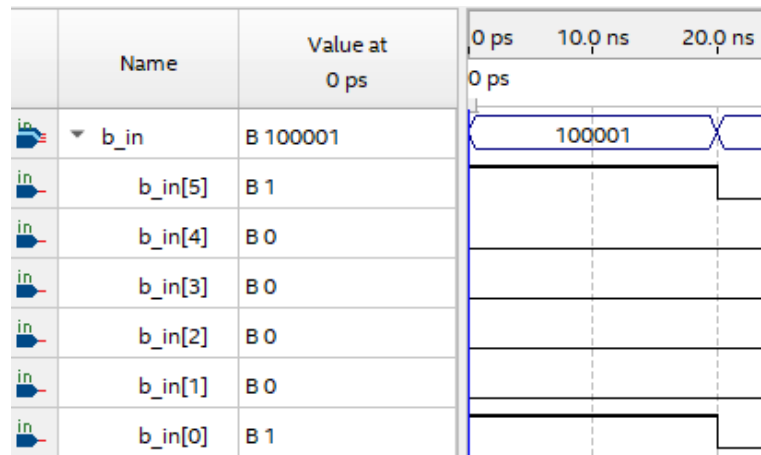 Name
Value at
0 ps
0 ps
10.0 ns
20.0 ns
0 ps
in
b_in
B 100001
100001
in
b_in[5]
B 1
in
b_in[4]
B 0
in
b_in[3]
B 0
in
b_in[2]
B 0
in
b_in[1]
B 0
in
b_in[0]
B 1